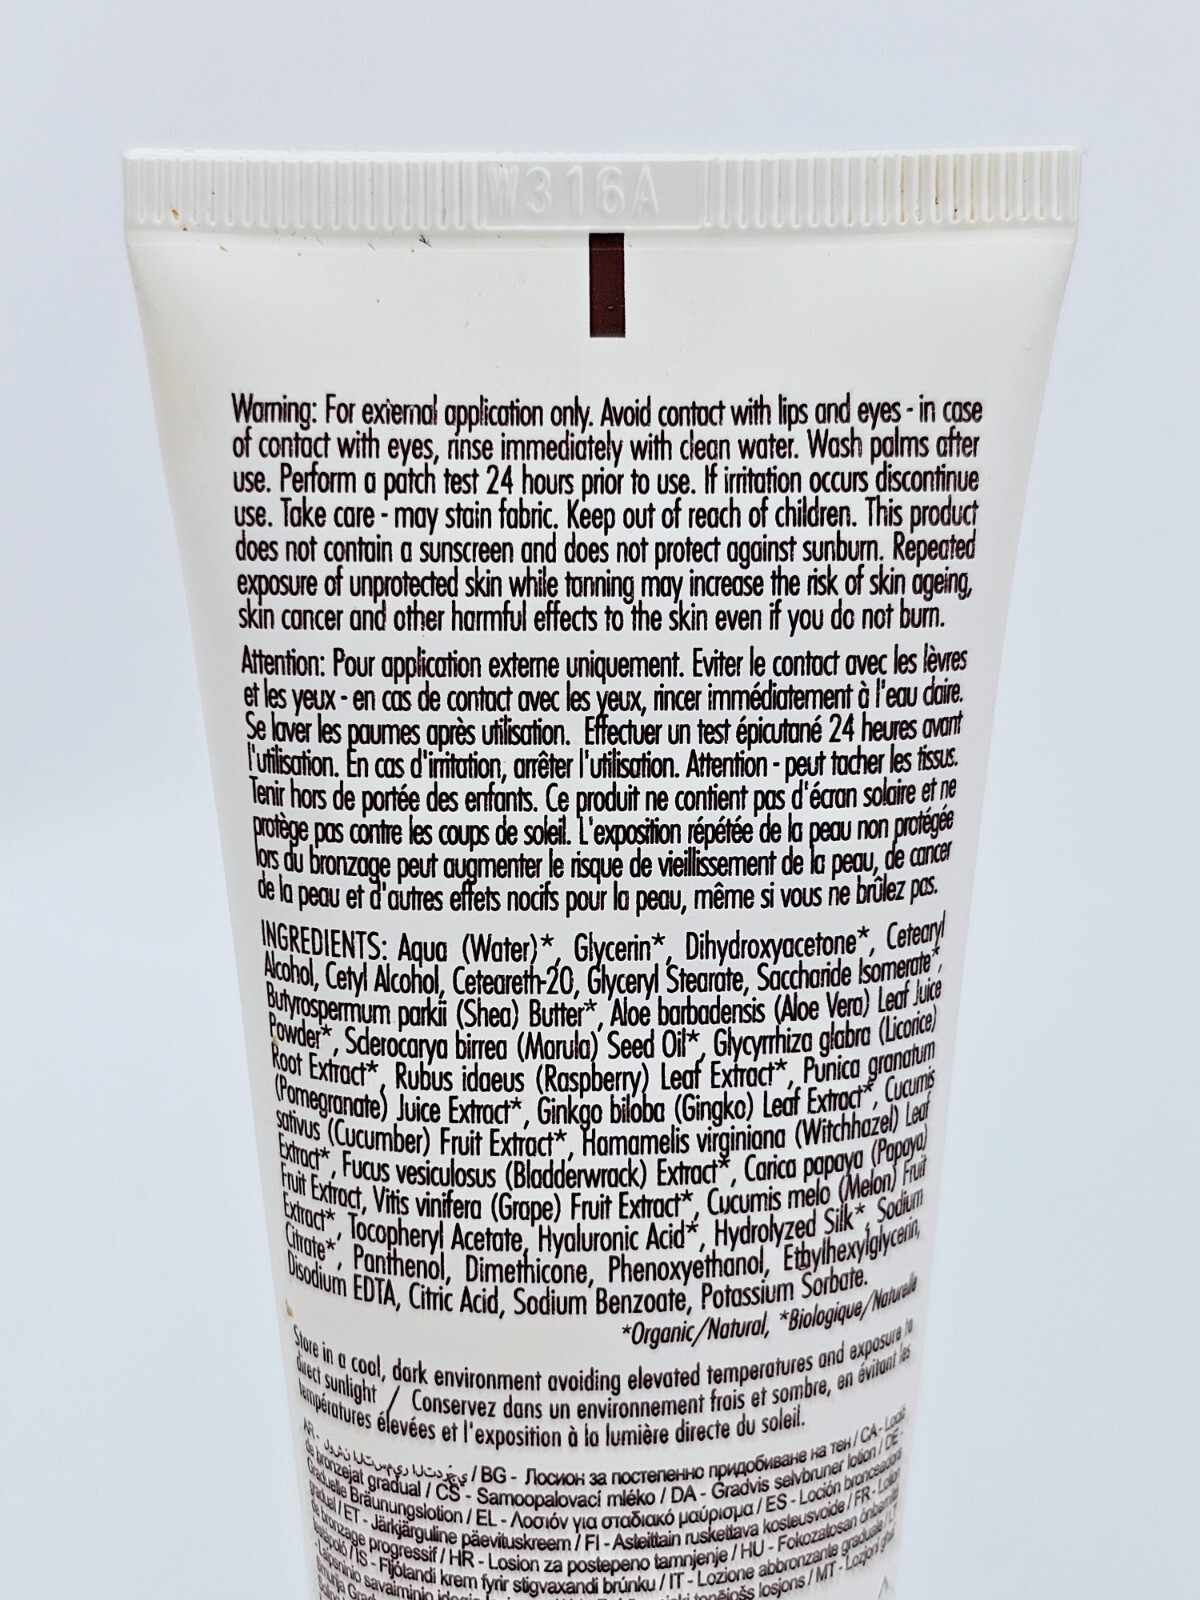 W316A
Warning: For external application only. Avoid contact with lips and eyes - in case
of contact with eyes, rinse immediately with clean water. Wash palms after
use. Perform a patch test 24 hours prior to use. If irritation occurs discontinue
use. Take care - may stain fabric. Keep out of reach of children. This product
does not contain a sunscreen and does not protect against sunburn. Repeated
exposure of unprotected skin while tanning may increase the risk of skin ageing,
skin cancer and other harmful effects to the skin even if you do not burn.
Attention: Pour application externe uniquement. Eviter le contact avec les lèvres
et les yeux - en cas de contact avec les yeux, rincer immédiatement à l'eau claire.
Se laver les paumes après utilisation. Effectuer un test épicutané 24 heures avant
l'utilisation. En cas d'irritation, arrêter l'utilisation. Attention - peut tacher les tissus.
Tenir hors de portée des enfants. Ce produit ne contient pas d'écran solaire et ne
protège pas contre les coups de soleil. L'exposition répétée de la peau non protégée
lors du bronzage peut augmenter le risque de vieillissement de la peau, de cancer
de la peau et d'autres effets nocifs pour la peau, même si vous ne brûlez pas.
INGREDIENTS: Aqua (Water)*, Glycerin*, Dihydroxyacetone*, Cetearyl
Alcohol, Cetyl Alcohol, Ceteareth-20, Glyceryl Stearate, Saccharide Isomerate*,
Butyrospermum parkii (Shea) Butter*, Aloe barbadensis (Aloe Vera) Leaf Juice
Powder*, Sclerocarya birrea (Marula) Seed Oil*, Glycyrrhiza glabra (Licorice)
Root Extract*, Rubus idaeus (Raspberry) Leaf Extract*, Punica granatum
(Pomegranate) Juice Extract*, Ginkgo biloba (Gingko) Leaf Extract*, Cucumis
sativus (Cucumber) Fruit Extract*, Hamamelis virginiana (Witchhazel) Leaf
Extract*, Fucus vesiculosus (Bladderwrack) Extract*, Carica papaya (Papaya)
Fruit Extract, Vitis vinifera (Grape) Fruit Extract*, Cucumis melo (Melon) Fruit
Extract*, Tocopheryl Acetate, Hyaluronic Acid*, Hydrolyzed Silk*, Sodium
Citrate*, Panthenol, Dimethicone, Phenoxyethanol, Ethylhexylglycerin,
Disodium EDTA, Citric Acid, Sodium Benzoate, Potassium Sorbate.
*Organic/Natural, *Biologique/Naturelle
Store in a cool, dark environment avoiding elevated temperatures and exposure to
direct sunlight / Conservez dans un environnement frais et sombre, en évitant les
températures élevées et l'exposition à la lumière directe du soleil.
AR - لوشن التسمير التدريجي / BG - Лосион за постепенно придобиване на тен / CA - Loció
de bronzejat gradual / CS - Samoopalovací mléko / DA - Gradvis selvbruner lotion / DE -
Graduelle Bräunungslotion / EL - Λοσιόν για σταδιακό μαύρισμα / ES - Loción bronceadora
gradual / ET - Järkjärguline päevituskreem / FI - Asteittain ruskettava kosteusvoide / FR - Lotion
de bronzage progressif / HR - Losion za postepeno tamnjenje / HU - Fokozatosan önbarnító
testápoló / IS - Fljótandi krem fyrir stigvaxandi brúnku / IT - Lozione abbronzante graduale /
savaiminio losjons / MT - Lozjoni